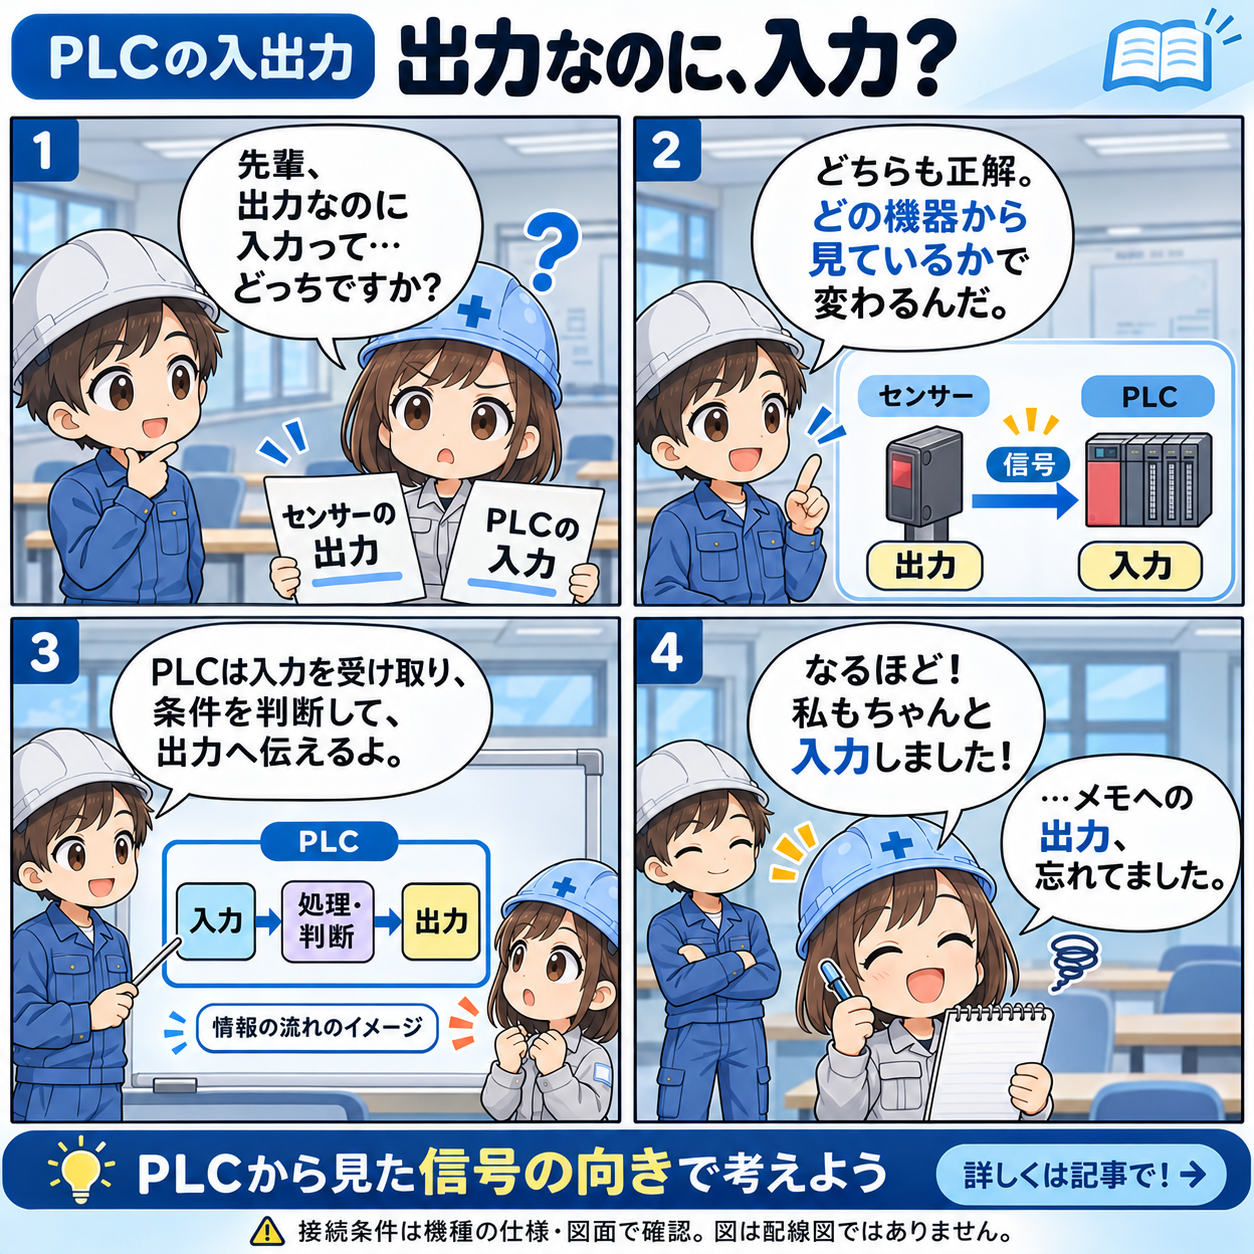 PLCの入出力
出力なのに、入力？
1
先輩、
出力なのに
入力って…
どっちですか？
?
センサーの
出力
PLCの
入力
2
どちらも正解。
どの機器から
見ているかで
変わるんだ。
センサー
PLC
信号
出力
入力
3
PLCは入力を受け取り、
条件を判断して、
出力へ伝えるよ。
PLC
入力
処理・
判断
出力
情報の流れのイメージ
4
なるほど！
私もちゃんと
入力しました！
…メモへの
出力、
忘れてました。
PLCから見た信号の向きで考えよう
詳しくは記事で！→
接続条件は機種の仕様・図面で確認。図は配線図ではありません。